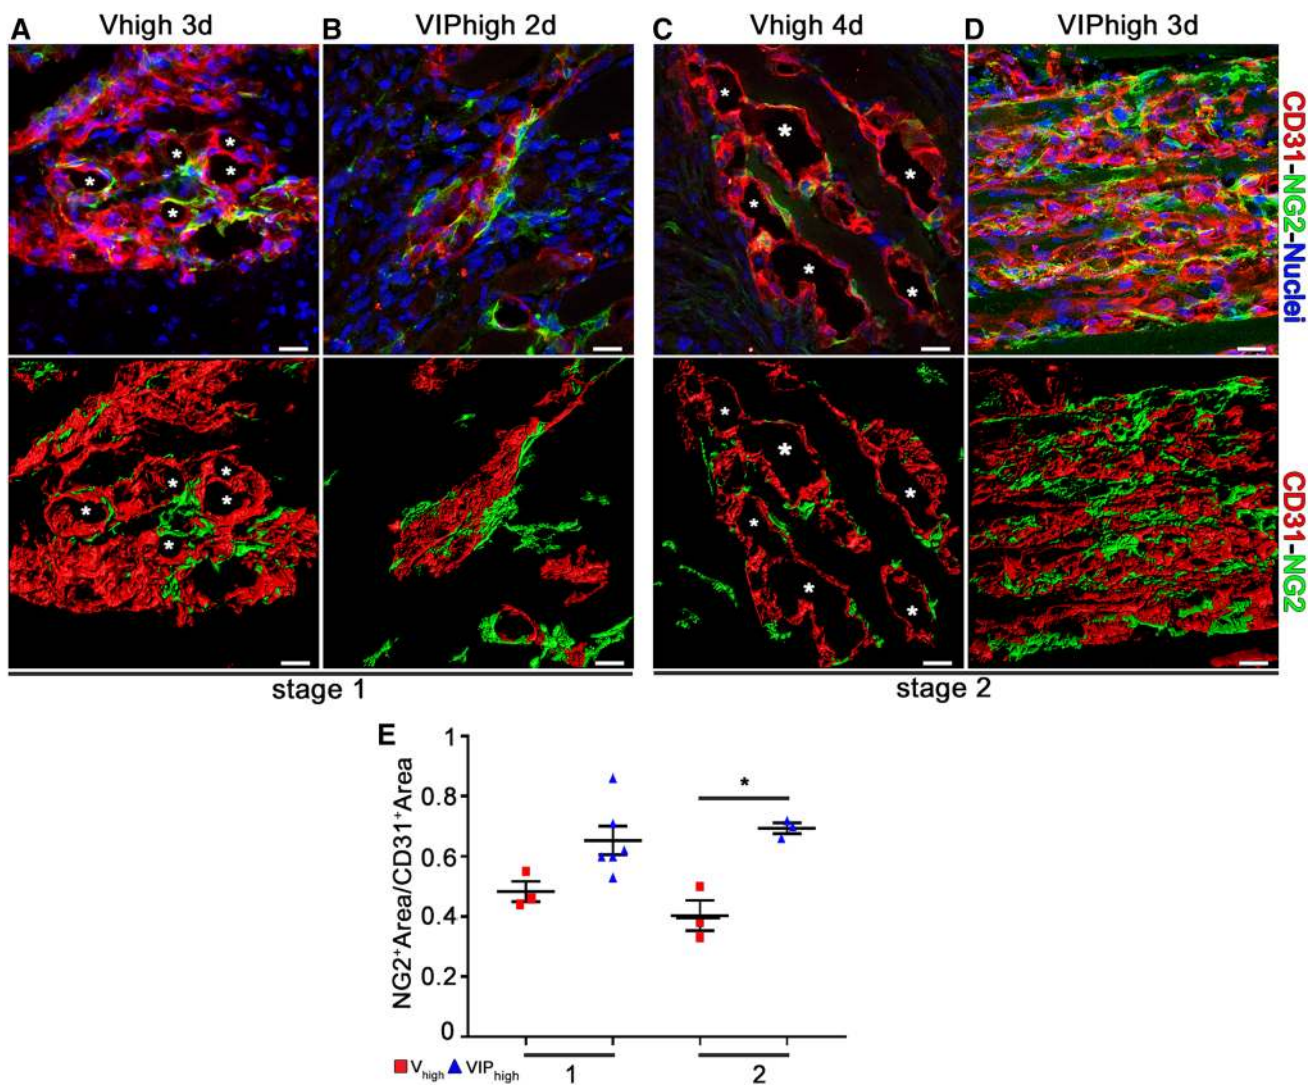 A Vhigh 3d
B VIPhigh 2d
C Vhigh 4d
D VIPhigh 3d
CD31-NG2-Nuclei
* * * * *
* * * * * *
CD31-NG2
* * * * *
* * * * * *
stage 1
stage 2
E
NG2⁺Area/CD31⁺Area
1
0.8
0.6
0.4
0.2
0
*
1
2
Vhigh VIPhigh